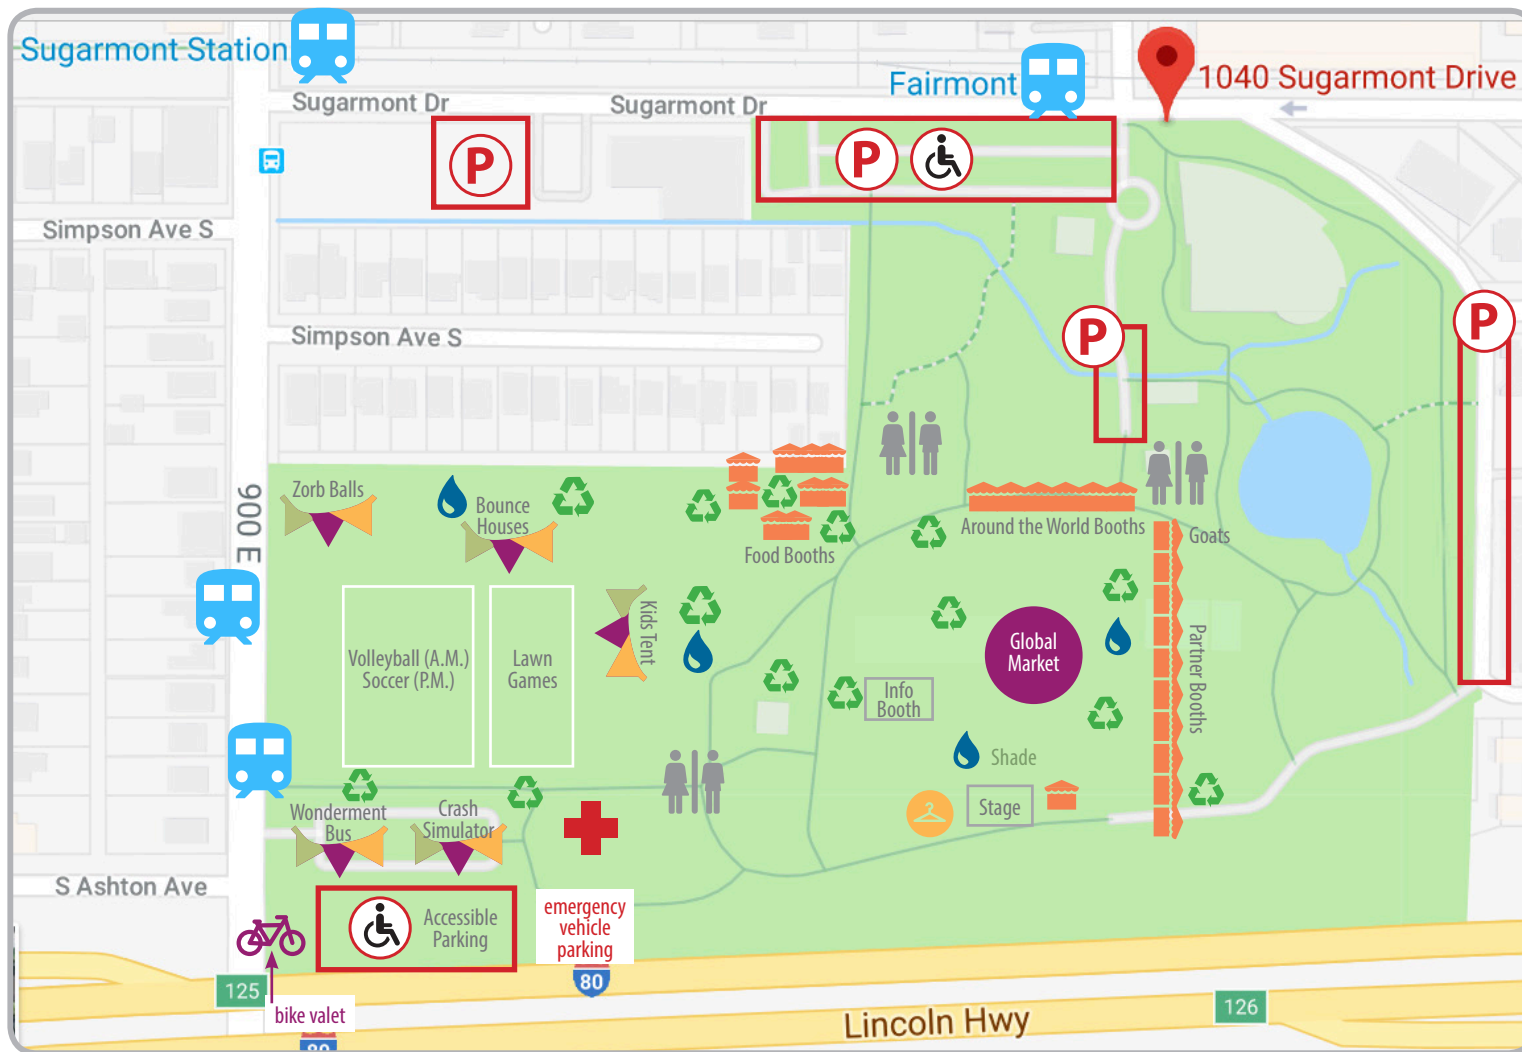 Sugarmont Station
Fairmont
1040 Sugarmont Drive
Sugarmont Dr
Sugarmont Dr
P
P
P
P
Simpson Ave S
Simpson Ave S
900 E
Zorb Balls
Bounce
Houses
Food Booths
Around the World Booths
Goats
Kids Tent
Volleyball (A.M.)
Soccer (P.M.)
Lawn
Games
Global
Market
Partner Booths
Info
Booth
Shade
Stage
Wonderment
Bus
Crash
Simulator
S Ashton Ave
Accessible
Parking
emergency
vehicle
parking
80
125
bike valet
126
Lincoln Hwy
80